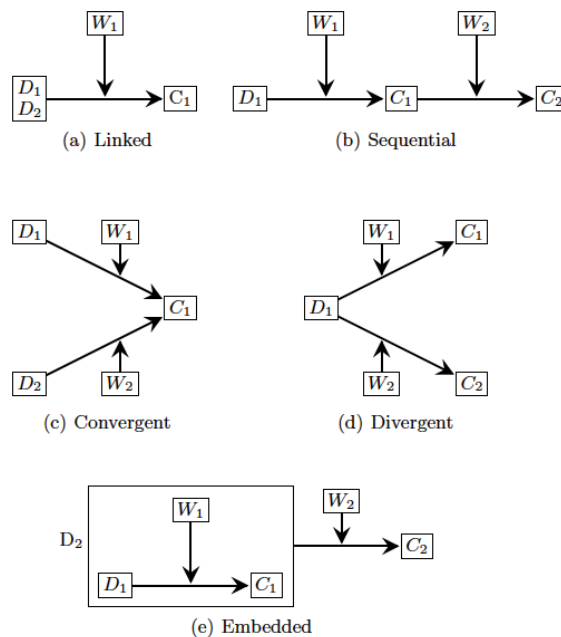 W₁ W₂
W₁
D₁
D₂
C₁
D₁ C₁ C₂
(a) Linked
(b) Sequential
D₁ W₁
C₁
D₂ W₂
(c) Convergent
W₁ C₁
D₁
W₂ C₂
(d) Divergent
D₂
W₁
D₁ C₁
W₂
C₂
(e) Embedded